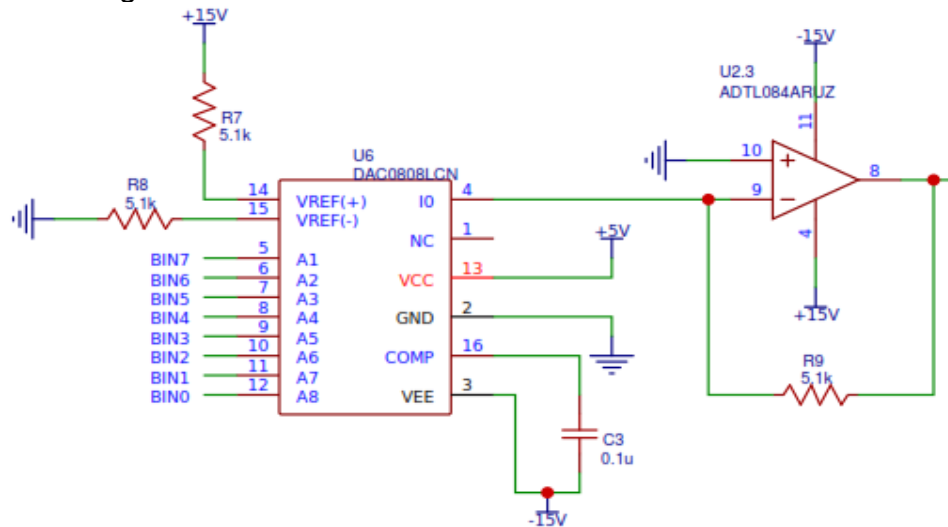 +15V
-15V
U2.3
ADTL084ARUZ
R7
5.1k
11
U6
DAC0808LCN
10
+
8
R8
5.1k
14
VREF(+)
I0
4
9
−
15
VREF(-)
NC
1
4
+5V
BIN7
5
A1
VCC
13
BIN6
6
A2
BIN5
7
A3
GND
2
+15V
BIN4
8
A4
BIN3
9
A5
BIN2
10
A6
COMP
16
R9
5.1k
BIN1
11
A7
BIN0
12
A8
VEE
3
C3
0.1u
-15V